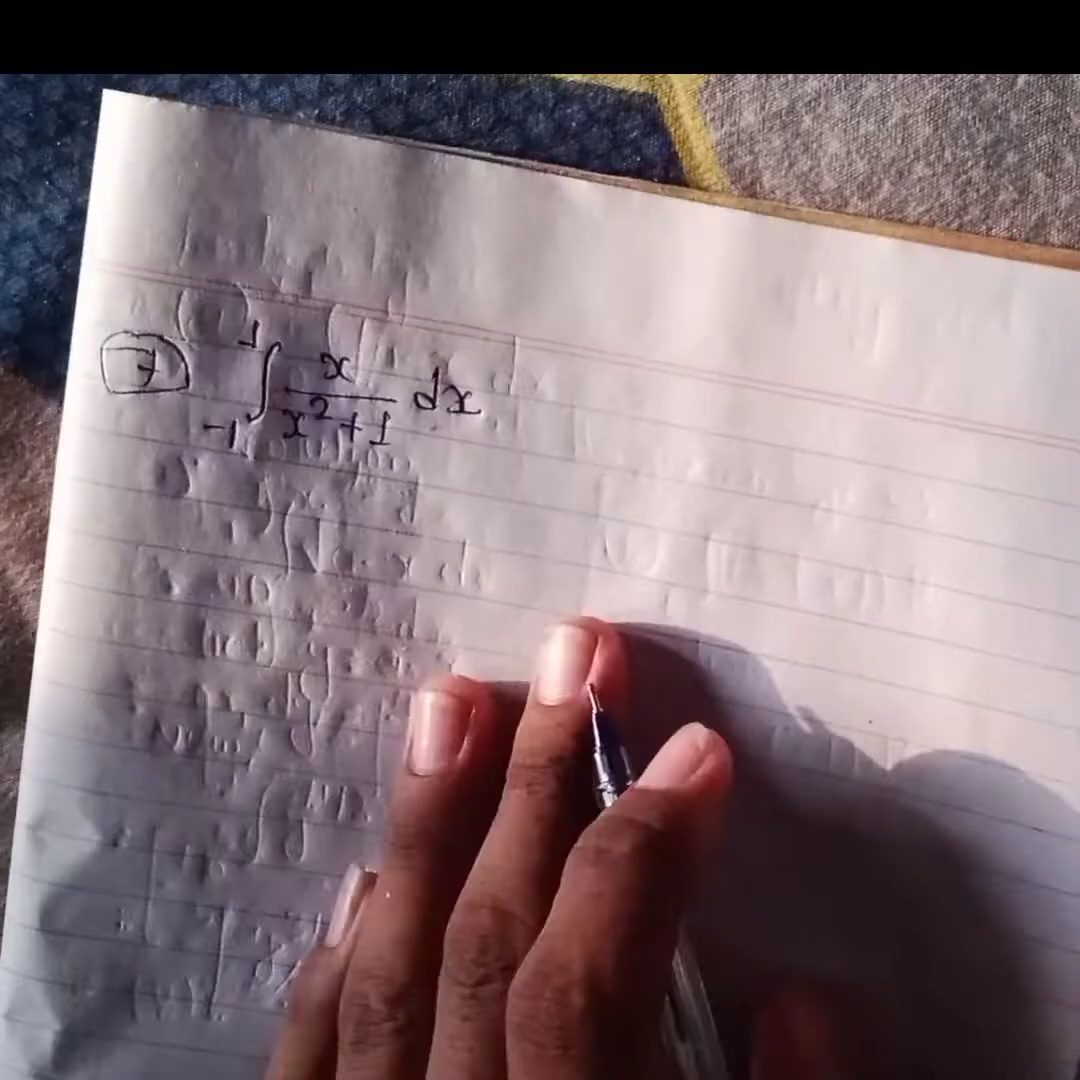 7 ∫_{-1}^{1} x/(x²+1) dx